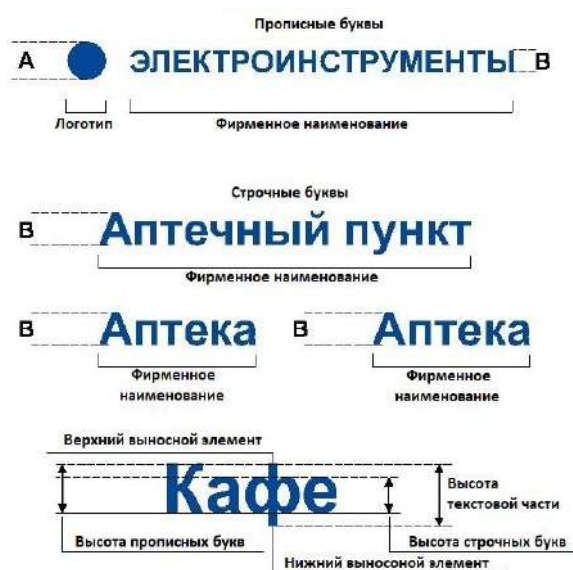 Прописные буквы
А ЭЛЕКТРОИНСТРУМЕНТЫ В
Логотип Фирменное наименование
Строчные буквы
В Аптечный пункт
Фирменное наименование
В Аптека В Аптека
Фирменное Фирменное
наименование наименование
Верхний выносной элемент
Кафе
Высота
текстовой части
Высота прописных букв Высота строчных букв
Нижний выносоной элемент